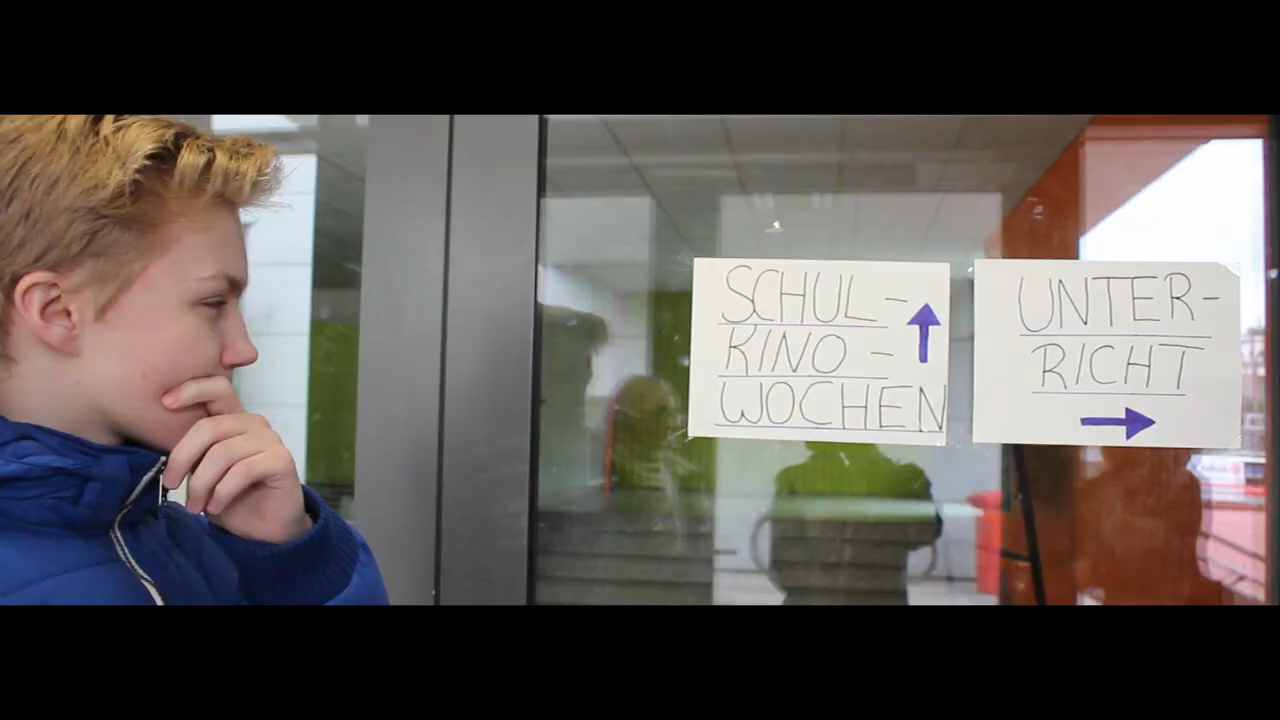 SCHUL-
KINO-
WOCHEN
UNTER-
RICHT